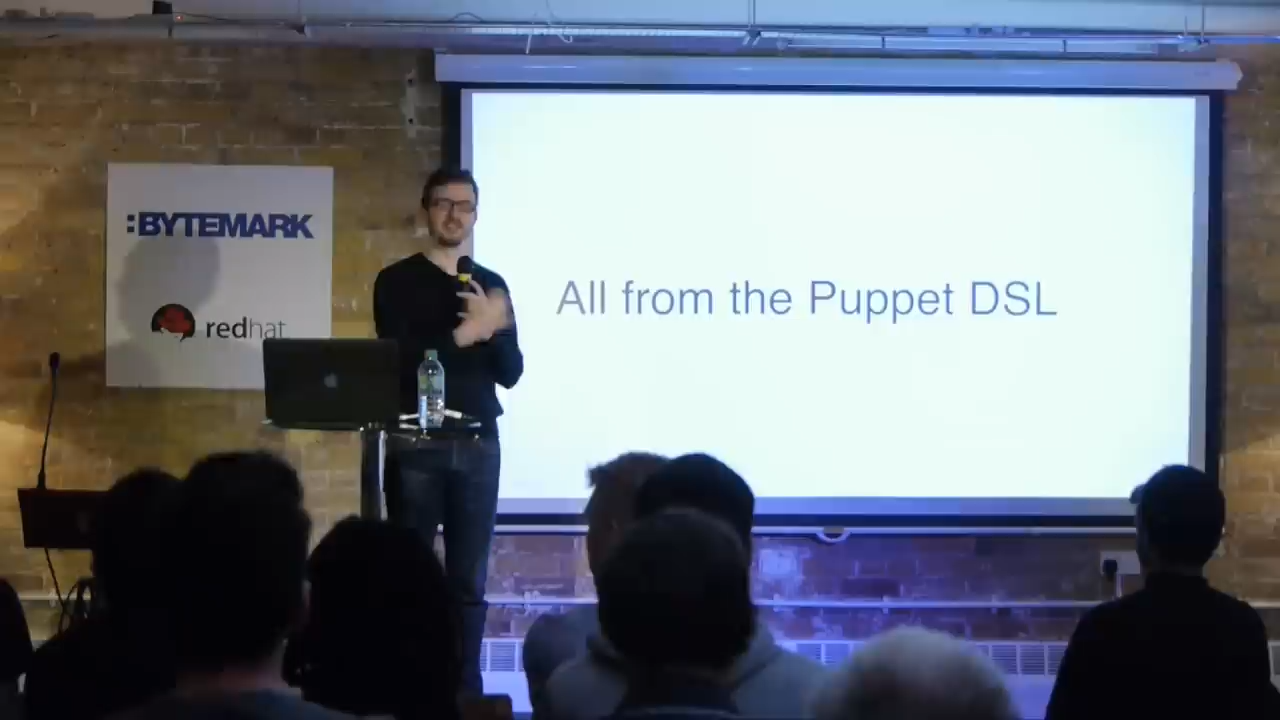 :BYTEMARK
redhat
All from the Puppet DSL